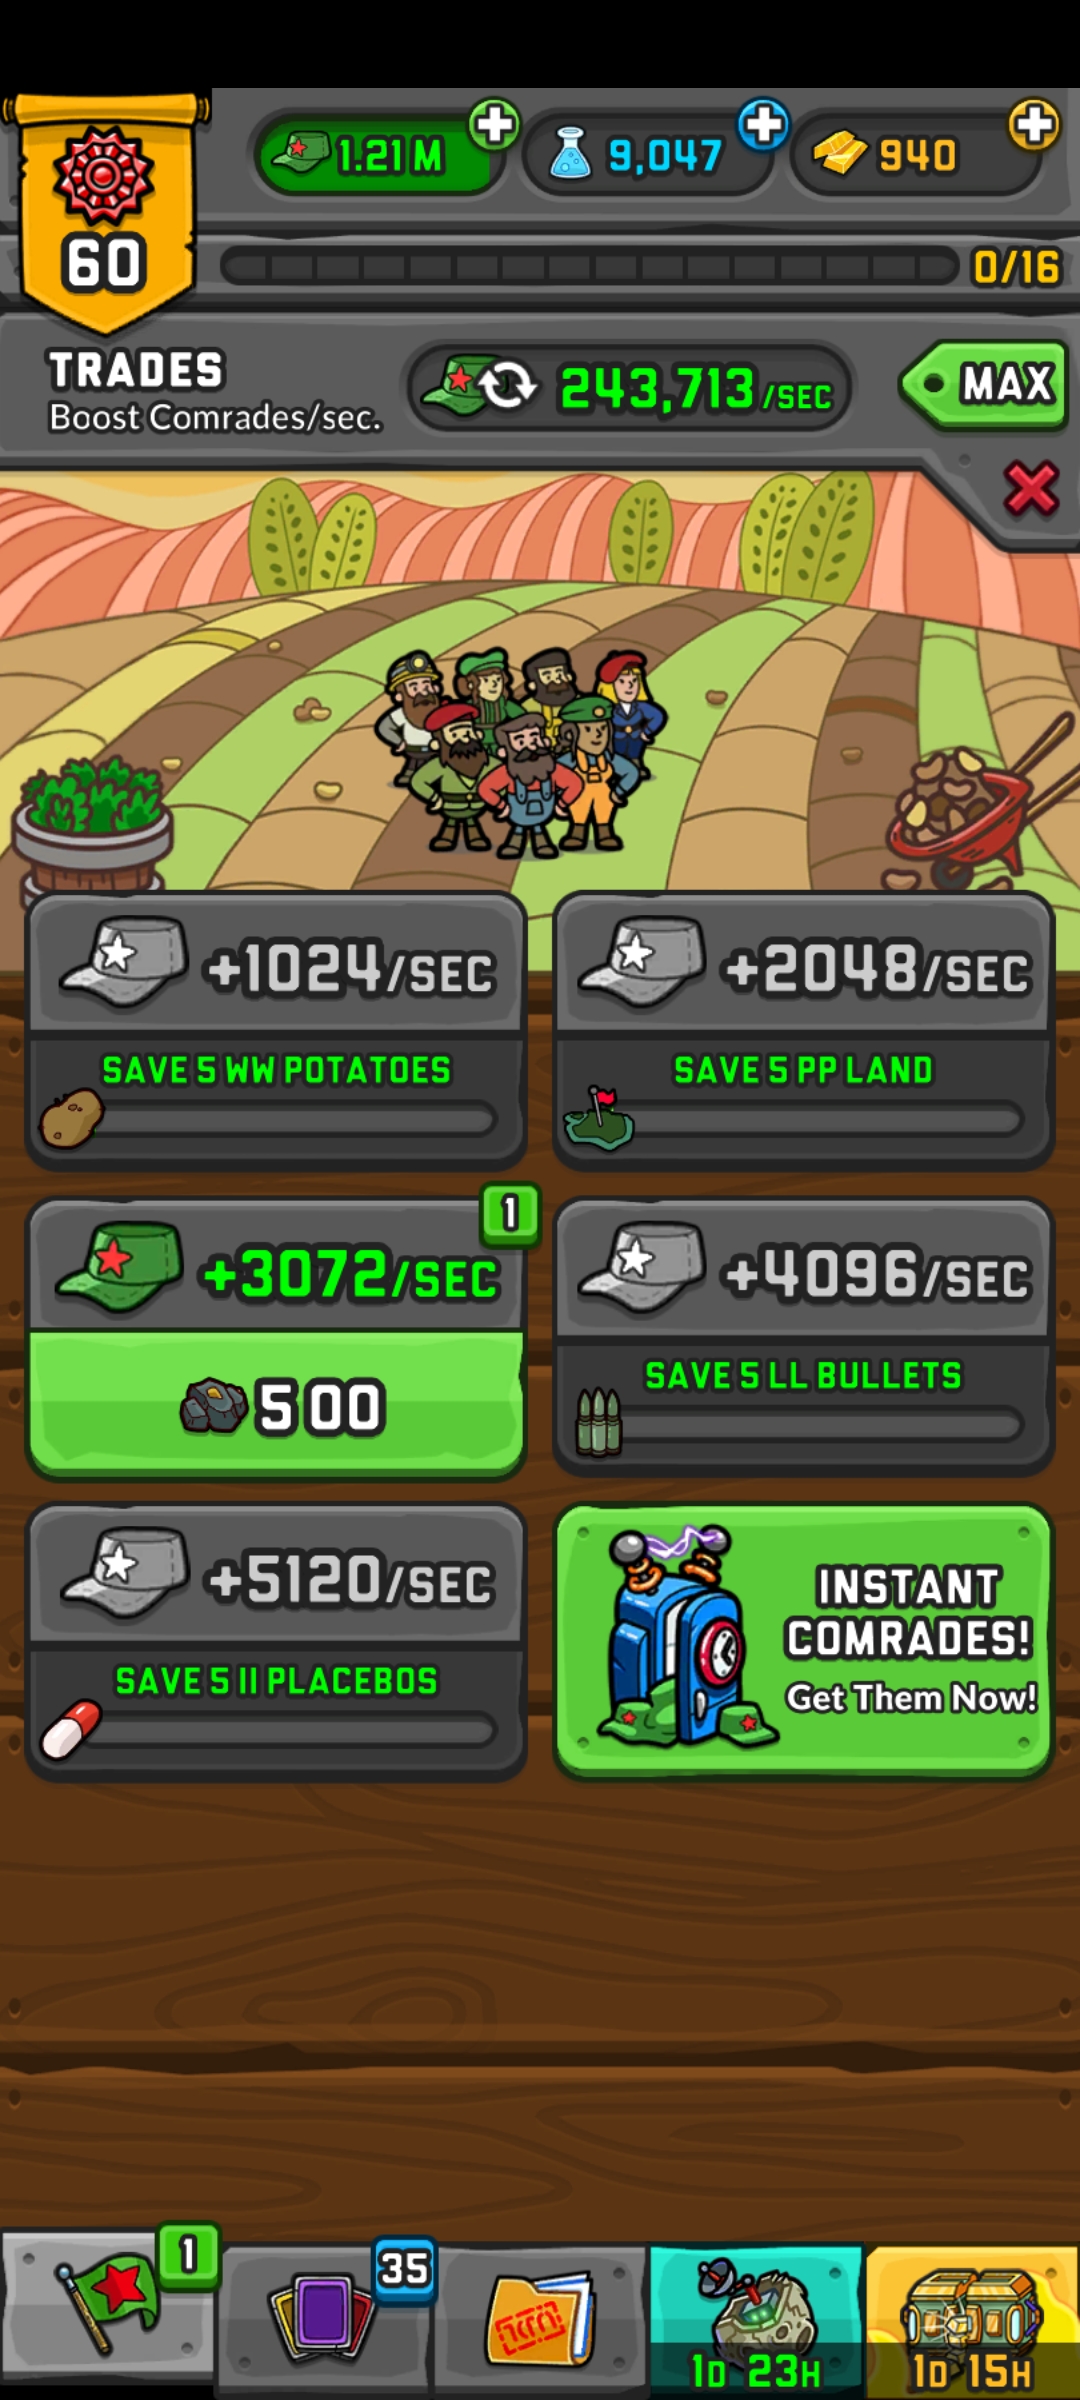 1.21 M
9,047
940
60
0/16
TRADES
Boost Comrades/sec.
243,713/SEC
MAX
+1024/SEC
SAVE 5 WW POTATOES
+2048/SEC
SAVE 5 PP LAND
1
+3072/SEC
500
+4096/SEC
SAVE 5 LL BULLETS
+5120/SEC
SAVE 5 II PLACEBOS
INSTANT
COMRADES!
Get Them Now!
1
35
1D 23H
1D 15H